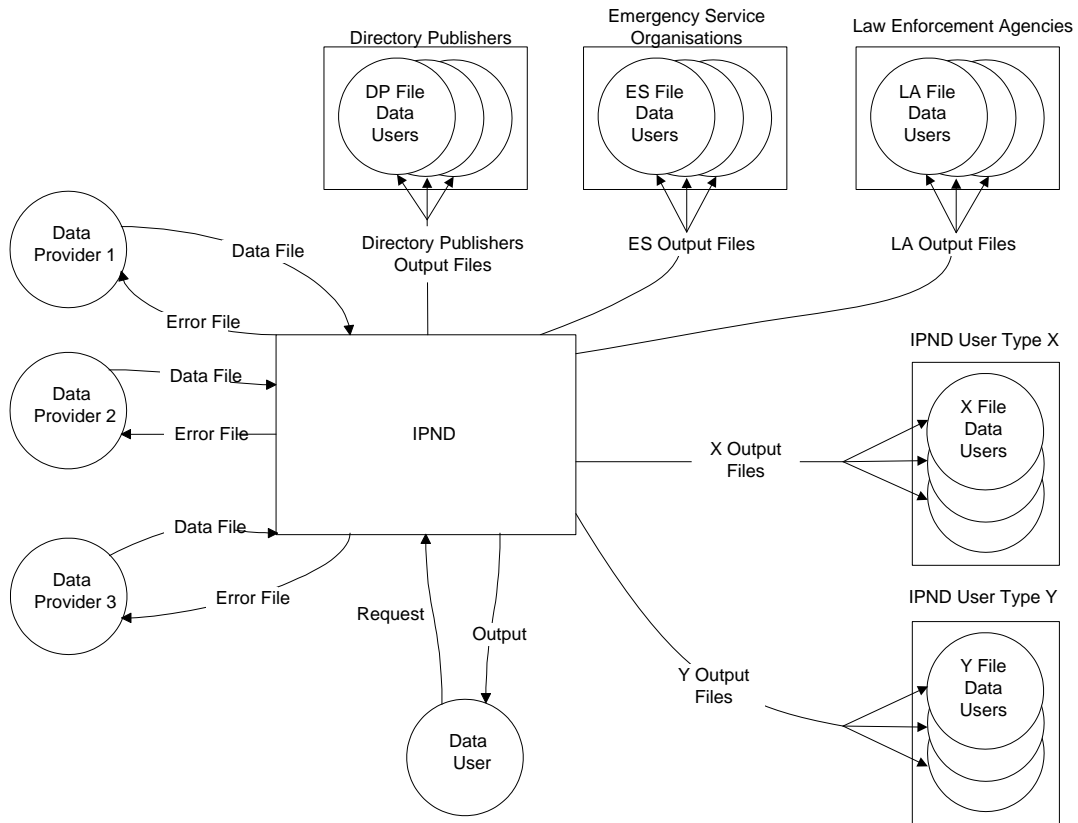 Emergency Service
Organisations
Directory Publishers
Law Enforcement Agencies
DP File
Data
Users
ES File
Data
Users
LA File
Data
Users
Directory Publishers
Output Files
ES Output Files
LA Output Files
Data
Provider 1
Data File
Error File
Data
Provider 2
Data File
Error File
Data
Provider 3
Data File
Error File
IPND
IPND User Type X
X File
Data
Users
X Output
Files
IPND User Type Y
Y File
Data
Users
Y Output
Files
Request
Output
Data
User